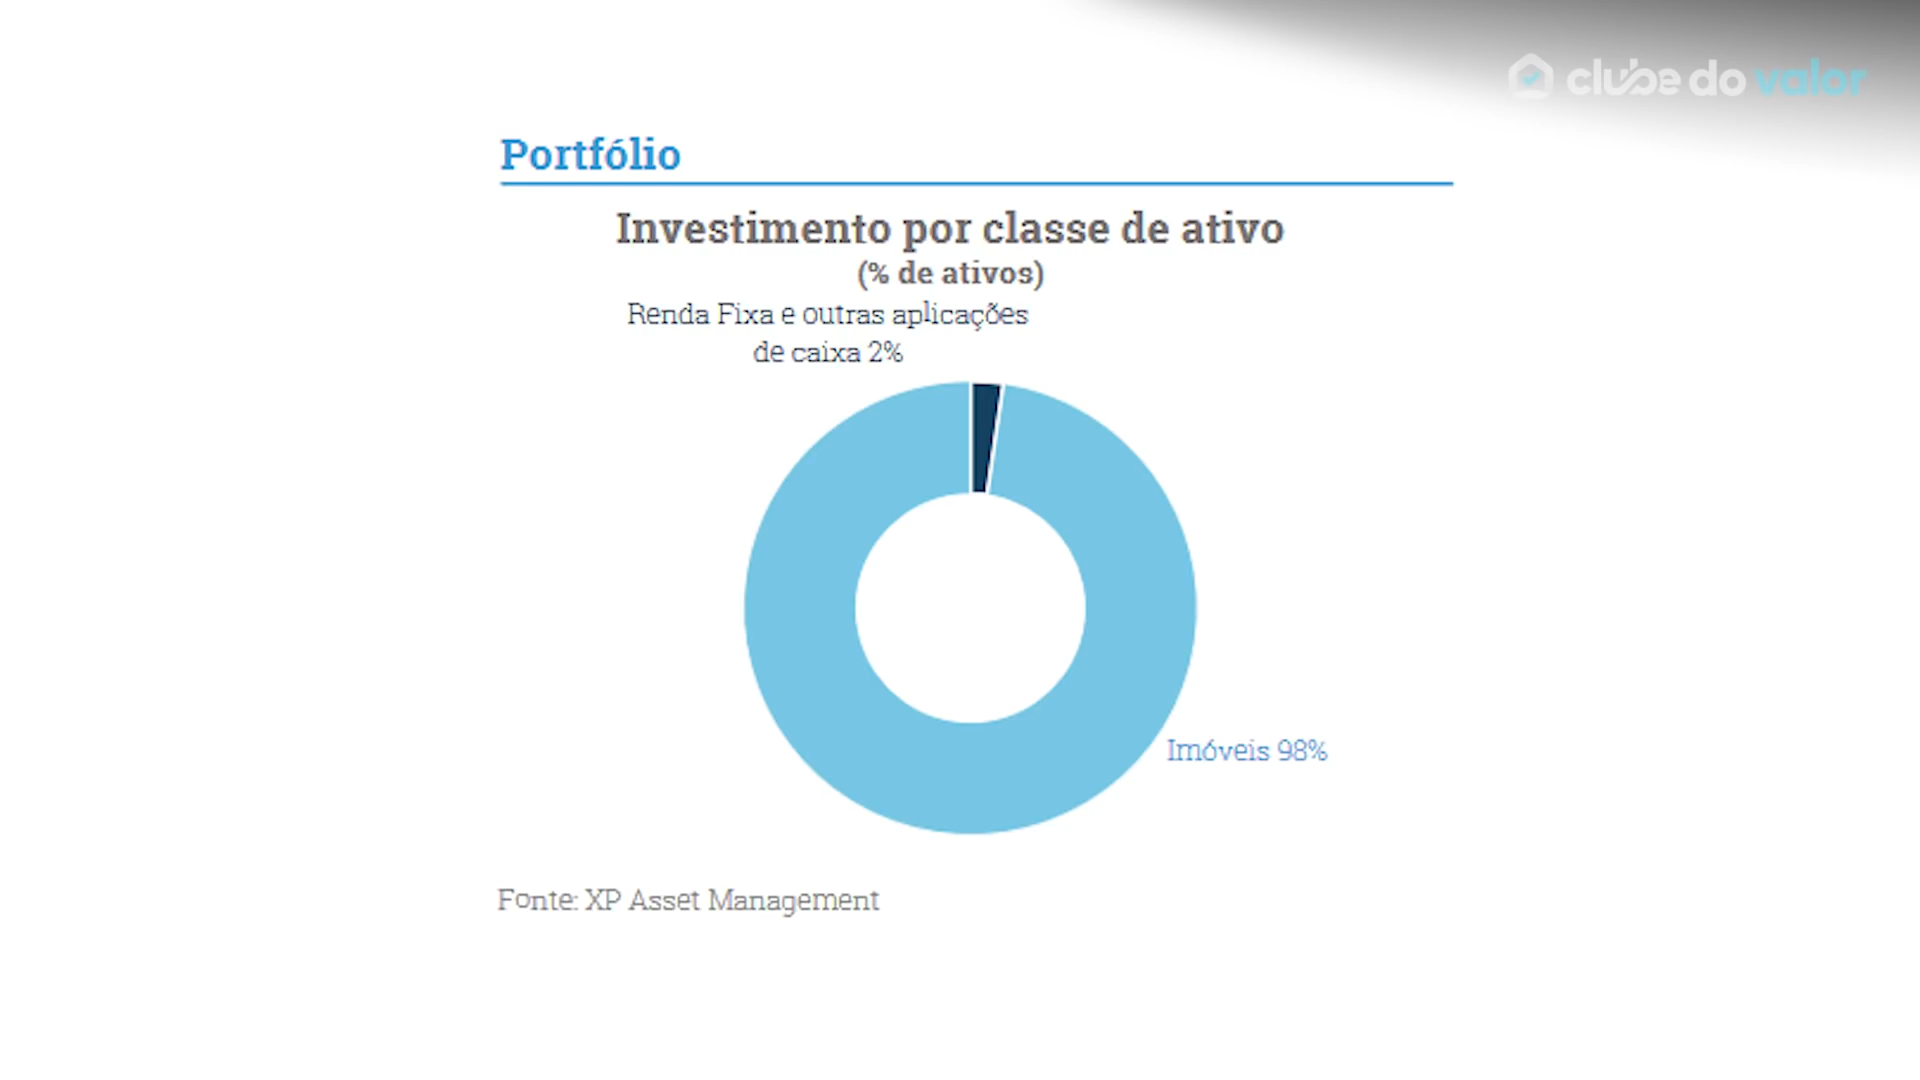 clube do valor
Portfólio
Investimento por classe de ativo
(% de ativos)
Renda Fixa e outras aplicações
de caixa 2%
Imóveis 98%
Fonte: XP Asset Management